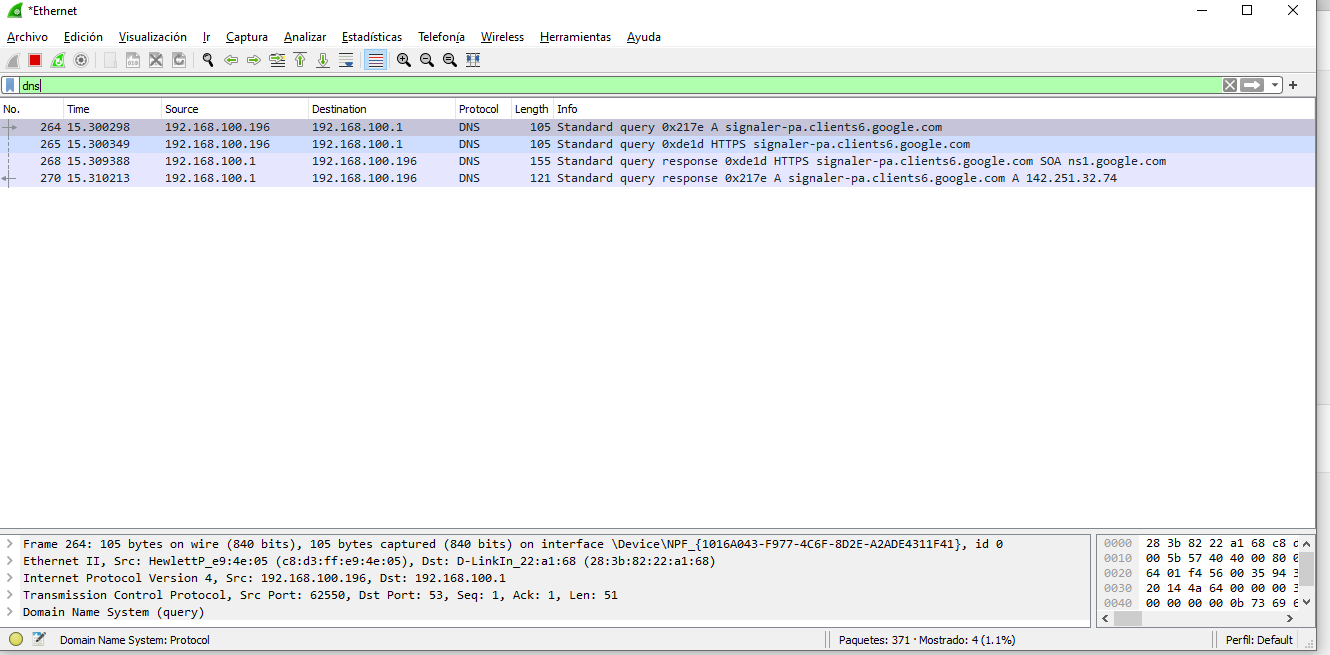 *Ethernet
Archivo Edición Visualización Ir Captura Analizar Estadísticas Telefonía Wireless Herramientas Ayuda
dns
No. Time Source Destination Protocol Length Info
264 15.300298 192.168.100.196 192.168.100.1 DNS 105 Standard query 0x217e A signaler-pa.clients6.google.com
265 15.300349 192.168.100.196 192.168.100.1 DNS 105 Standard query 0xde1d HTTPS signaler-pa.clients6.google.com
268 15.309388 192.168.100.1 192.168.100.196 DNS 155 Standard query response 0xde1d HTTPS signaler-pa.clients6.google.com SOA ns1.google.com
270 15.310213 192.168.100.1 192.168.100.196 DNS 121 Standard query response 0x217e A signaler-pa.clients6.google.com A 142.251.32.74
Frame 264: 105 bytes on wire (840 bits), 105 bytes captured (840 bits) on interface \Device\NPF_{1016A043-F977-4C6F-8D2E-A2ADE4311F41}, id 0
Ethernet II, Src: HewlettP_e9:4e:05 (c8:d3:ff:e9:4e:05), Dst: D-LinkIn_22:a1:68 (28:3b:82:22:a1:68)
Internet Protocol Version 4, Src: 192.168.100.196, Dst: 192.168.100.1
Transmission Control Protocol, Src Port: 62550, Dst Port: 53, Seq: 1, Ack: 1, Len: 51
Domain Name System (query)
0000 28 3b 82 22 a1 68 c8
0010 00 5b 57 40 40 00 80
0020 64 01 f4 56 00 35 94
0030 20 14 4a 64 00 00 00
0040 00 00 00 00 0b 73 69
Domain Name System: Protocol
Paquetes: 371 · Mostrado: 4 (1.1%)
Perfil: Default